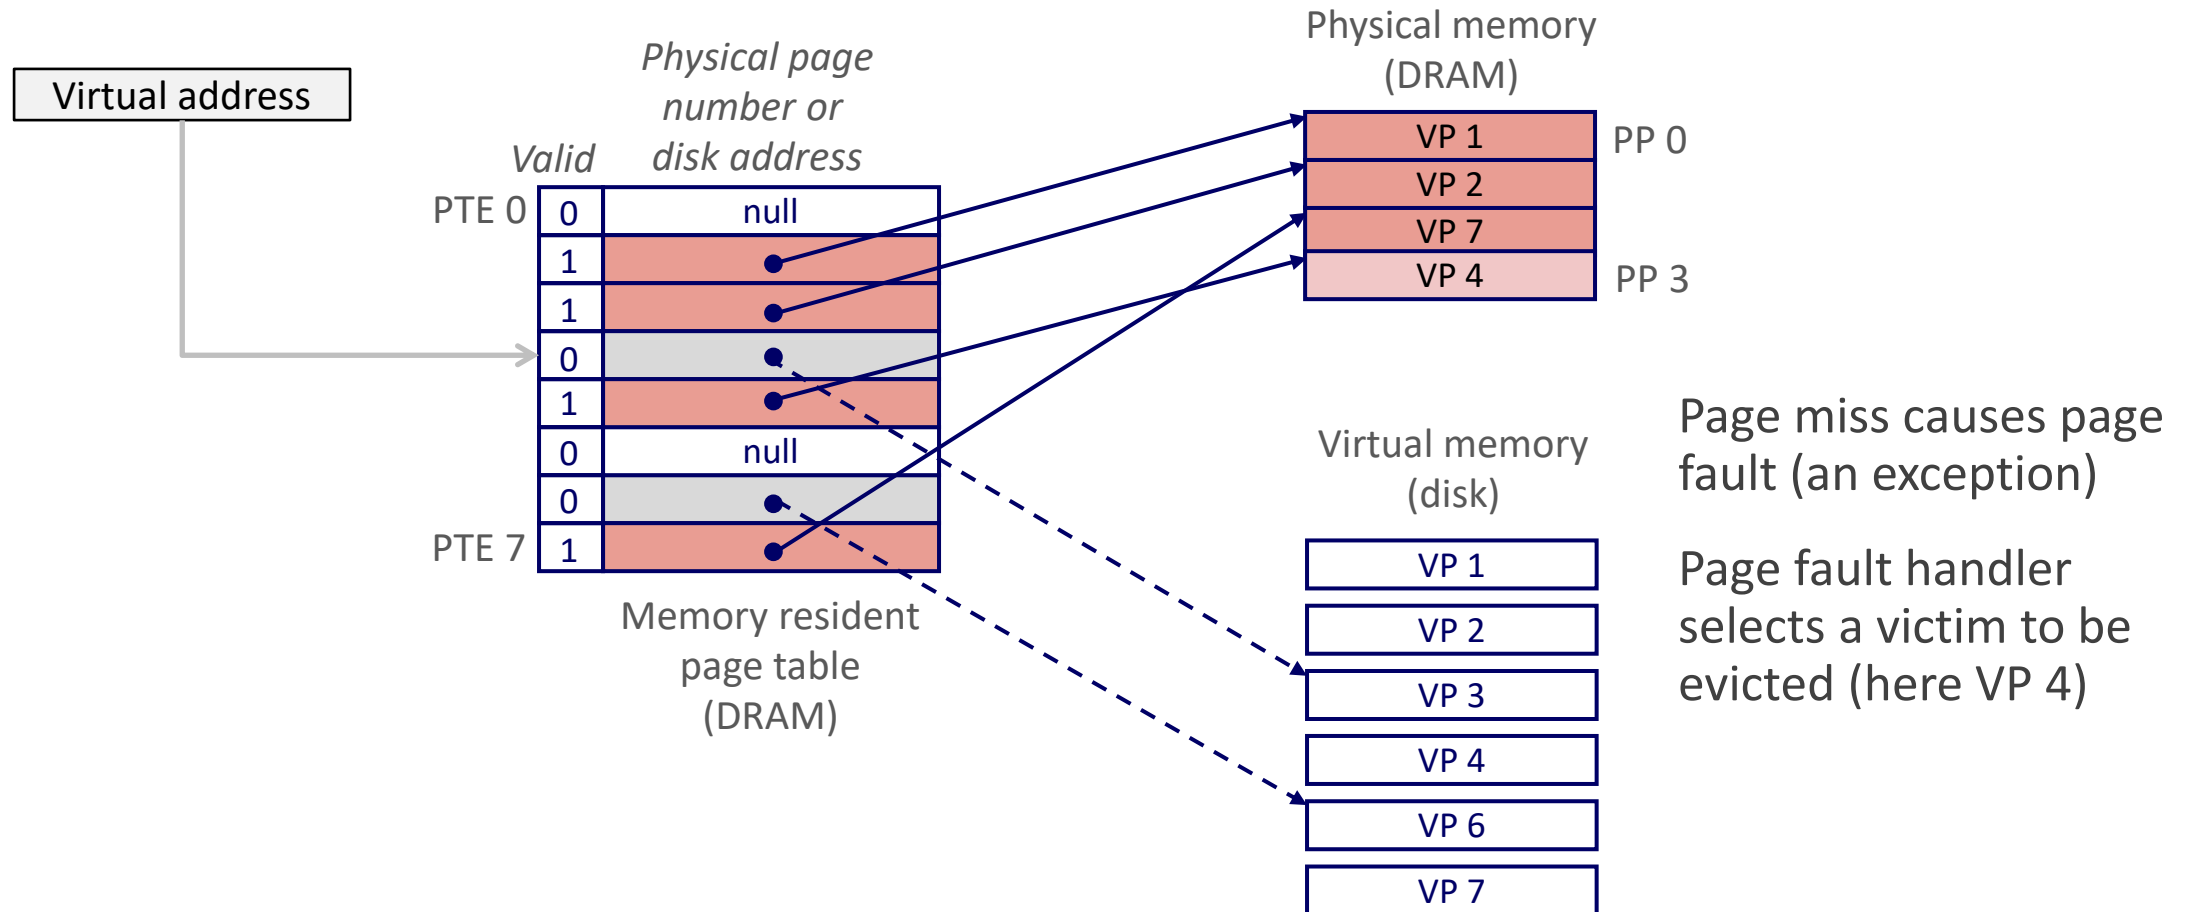 Virtual address
Physical page
number or
disk address
Valid
PTE 0
0
null
1
1
0
1
0
null
0
PTE 7
1
Memory resident
page table
(DRAM)
Physical memory
(DRAM)
VP 1
PP 0
VP 2
VP 7
VP 4
PP 3
Virtual memory
(disk)
VP 1
VP 2
VP 3
VP 4
VP 6
VP 7
Page miss causes page
fault (an exception)
Page fault handler
selects a victim to be
evicted (here VP 4)